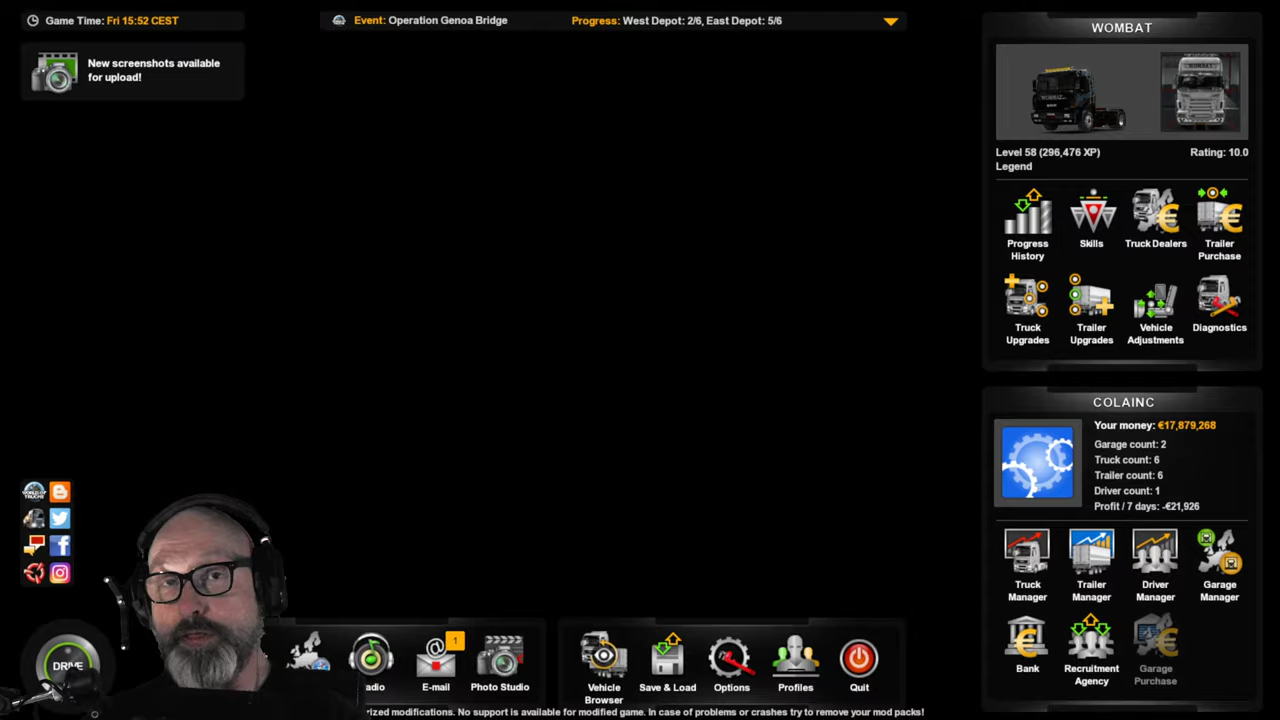 Game Time: Fri 15:52 CEST
Event: Operation Genoa Bridge
Progress: West Depot: 2/6, East Depot: 5/6
New screenshots available
for upload!
WOMBAT
Level 58 (296,476 XP)
Rating: 10.0
Legend
Progress
History
Skills
Truck Dealers
Trailer
Purchase
Truck
Upgrades
Trailer
Upgrades
Vehicle
Adjustments
Diagnostics
COLAINC
Your money: €17,879,268
Garage count: 2
Truck count: 6
Trailer count: 6
Driver count: 1
Profit / 7 days: -€21,926
Truck
Manager
Trailer
Manager
Driver
Manager
Garage
Manager
Bank
Recruitment
Agency
Garage
Purchase
DRIVE
adio
E-mail
1
Photo Studio
Vehicle
Browser
Save & Load
Options
Profiles
Quit
rized modifications. No support is available for modified game. In case of problems or crashes try to remove your mod packs!